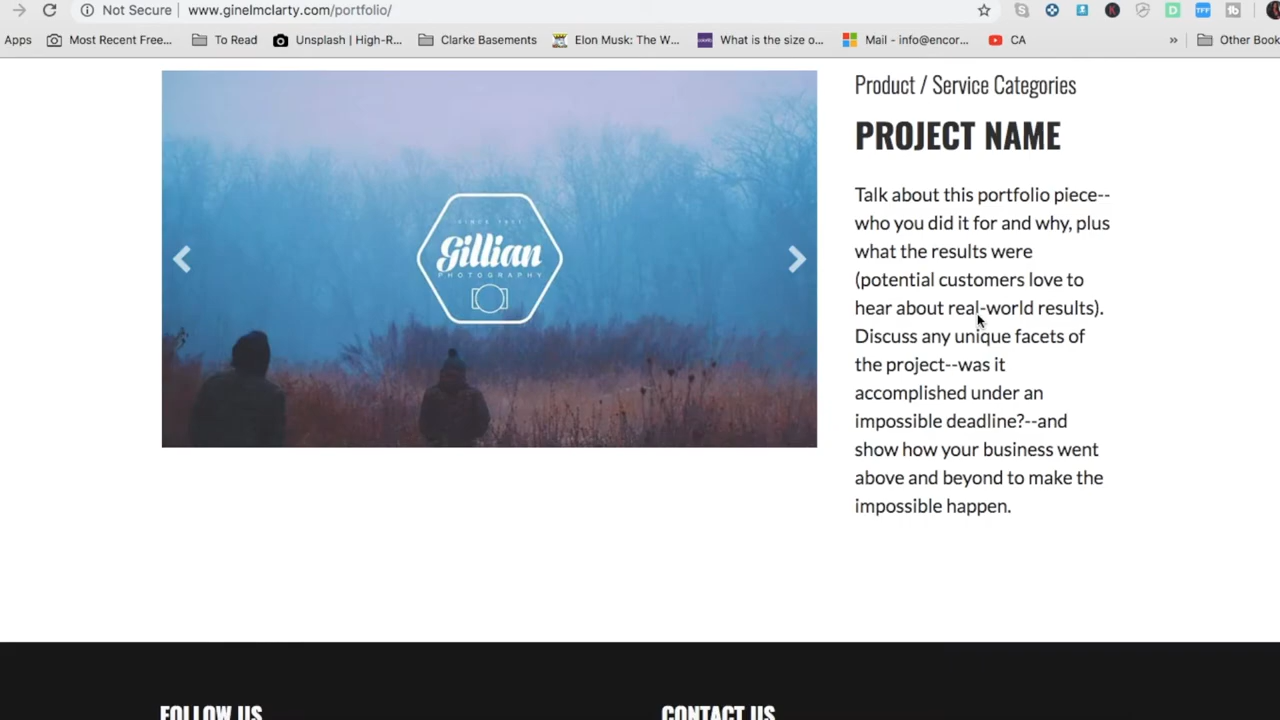 Not Secure
www.ginelmclarty.com/portfolio/
Apps
Most Recent Free...
To Read
Unsplash | High-R...
Clarke Basements
Elon Musk: The W...
What is the size o...
Mail - info@encor...
CA
»
Other Book
Product / Service Categories
PROJECT NAME
SINCE 1991
Gillian
PHOTOGRAPHY
Talk about this portfolio piece--
who you did it for and why, plus
what the results were
(potential customers love to
hear about real-world results).
Discuss any unique facets of
the project--was it
accomplished under an
impossible deadline?--and
show how your business went
above and beyond to make the
impossible happen.
FOLLOW US
CONTACT US